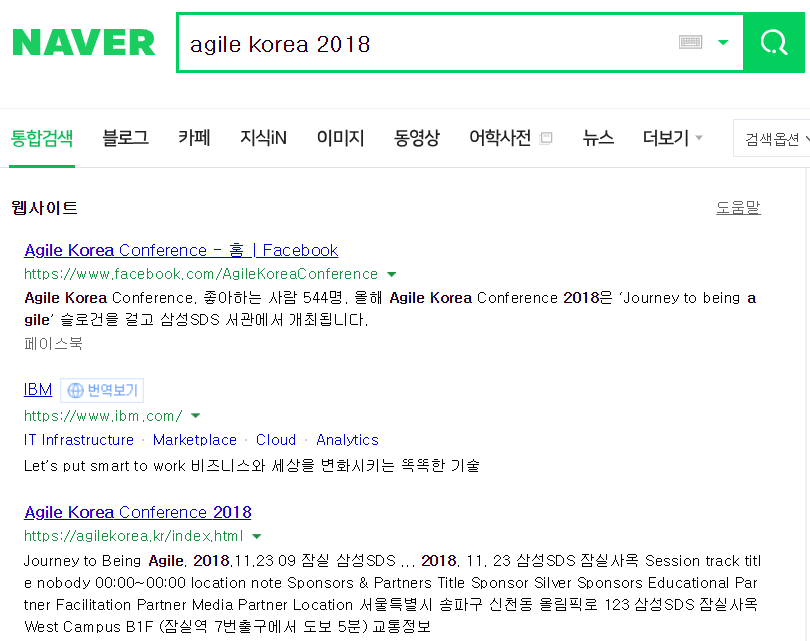 NAVER
agile korea 2018
통합검색 블로그 카페 지식iN 이미지 동영상 어학사전 뉴스 더보기 검색옵션
웹사이트 도움말
Agile Korea Conference - 홈 | Facebook
https://www.facebook.com/AgileKoreaConference
Agile Korea Conference, 좋아하는 사람 544명. 올해 Agile Korea Conference 2018은 ‘Journey to being a
gile’ 슬로건을 걸고 삼성SDS 서관에서 개최됩니다.
페이스북
IBM 번역보기
https://www.ibm.com/
IT Infrastructure · Marketplace · Cloud · Analytics
Let's put smart to work 비즈니스와 세상을 변화시키는 똑똑한 기술
Agile Korea Conference 2018
https://agilekorea.kr/index.html
Journey to Being Agile. 2018.11.23 09 잠실 삼성SDS ... 2018. 11. 23 삼성SDS 잠실사옥 Session track titl
e nobody 00:00~00:00 location note Sponsors & Partners Title Sponsor Silver Sponsors Educational Par
tner Facilitation Partner Media Partner Location 서울특별시 송파구 신천동 올림픽로 123 삼성SDS 잠실사옥
West Campus B1F (잠실역 7번출구에서 도보 5분) 교통정보